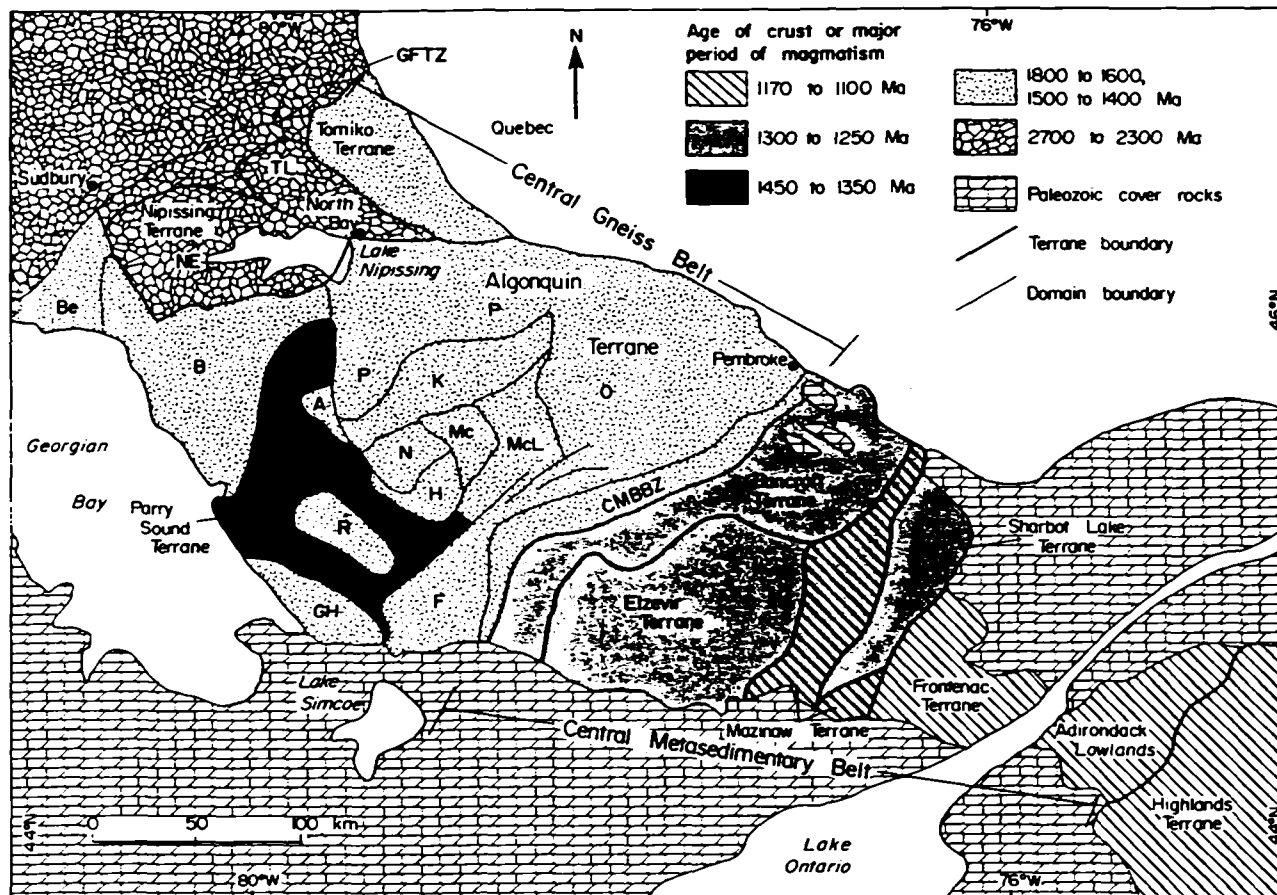 80°W
76°W
GFTZ
N
Age of crust or major
period of magmatism
1170 to 1100 Ma
1300 to 1250 Ma
1450 to 1350 Ma
1800 to 1600,
1500 to 1400 Ma
2700 to 2300 Ma
Paleozoic cover rocks
Terrane boundary
Domain boundary
Quebec
Tomiko
Terrane
Central Gneiss
Belt
Sudbury
TL
North
Bay
Nipissing
Terrane
NE
Lake
Nipissing
Algonquin
Terrane
46°N
Be
B
P
P
K
O
Pembroke
A
N
Mc
McL
H
Georgian
Bay
Parry
Sound
Terrane
R
CMBBZ
Bancroft
Terrane
Sharbot Lake
Terrane
GH
F
Elzevir
Terrane
Lake
Simcoe
Frontenac
Terrane
Mazinaw Terrane
Central Metasedimentary Belt
Adirondack
Lowlands
Highlands
Terrane
44°N
44°N
0 50 100 km
Lake
Ontario
80°W
76°W